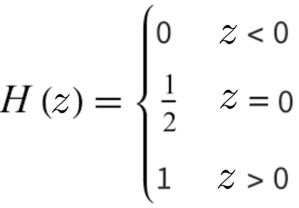 0 z < 0
H (z) = { 1/2 z = 0
1 z > 0